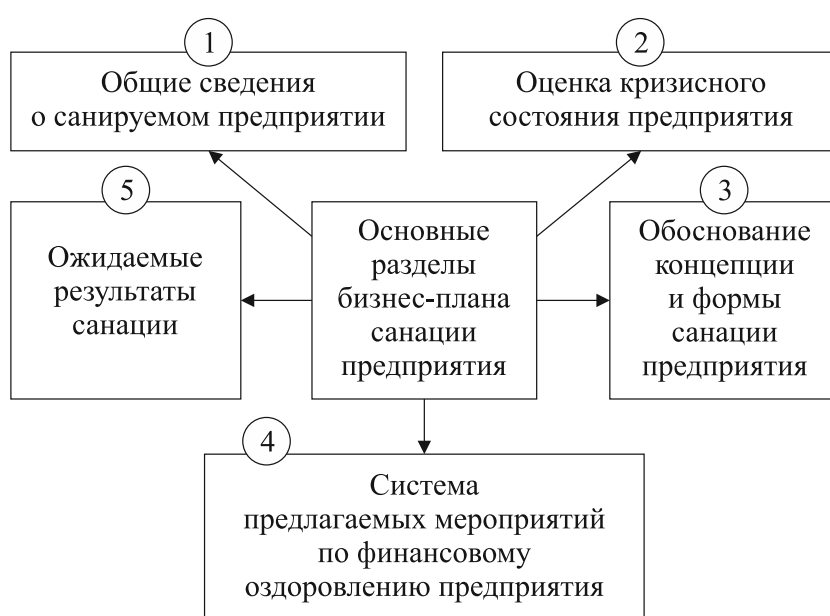 1
Общие сведения
о санируемом предприятии
2
Оценка кризисного
состояния предприятия
5
Ожидаемые
результаты
санации
Основные
разделы
бизнес-плана
санации
предприятия
3
Обоснование
концепции
и формы
санации
предприятия
4
Система
предлагаемых мероприятий
по финансовому
оздоровлению предприятия